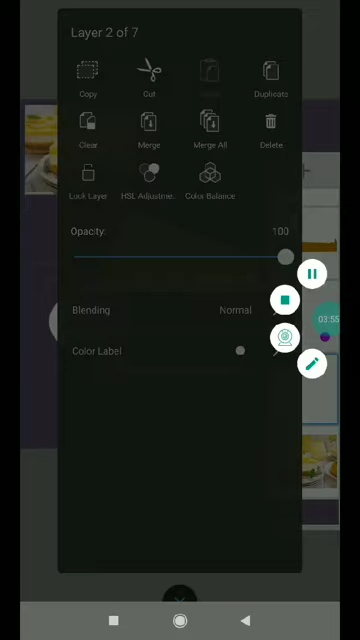 Layer 2 of 7
Copy
Cut
Duplicate
Clear
Merge
Merge All
Delete
Lock Layer
HSL Adjustme..
Color Balance
Opacity:
100
Blending
Normal
03:55
Color Label